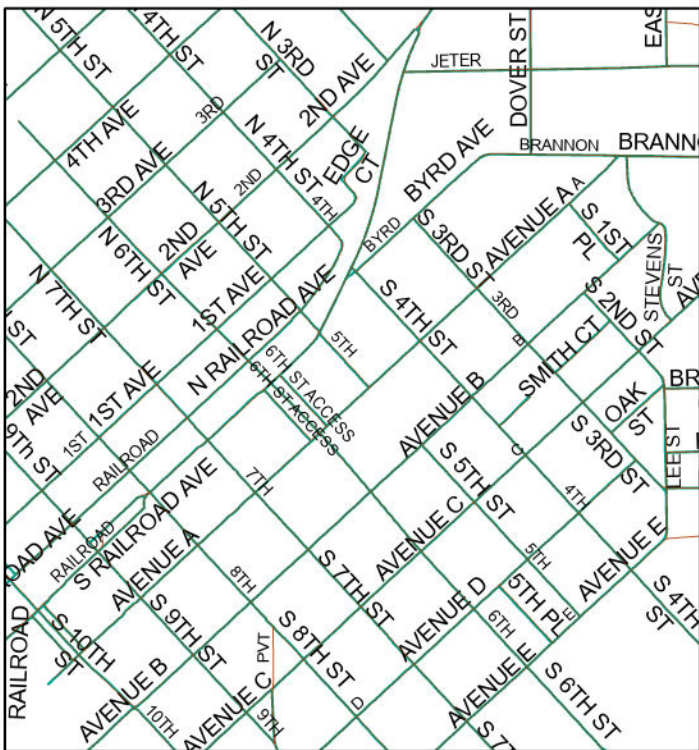 N 5TH ST
4TH ST
N 3RD
ST
2ND AVE
JETER
DOVER ST
EAS
4TH AVE
3RD
3RD AVE
N 4TH ST
EDGE
CT
4TH
2ND
BYRD AVE
BYRD
BRANNON
BRANNO
N 5TH ST
2ND
AVE
N 6TH ST
1ST AVE
N RAILROAD AVE
N 7TH ST
S 3RD ST
AVENUE A
A
S 1ST
PL
STEVENS
ST
S 2ND ST
AVE
3RD
B
S 4TH ST
5TH
6TH ST ACCESS
6TH ST ACCESS
SMITH CT
AVENUE B
OAK
ST
BR
ST
2ND
AVE
9Th ST
1ST AVE
1ST
RAILROAD
S 3RD ST
LEE ST
C
S 5TH ST
4TH
7TH
AVENUE C
S RAILROAD AVE
RAILROAD
OAD AVE
AVENUE A
5TH
AVENUE E
E
5TH PL
6TH
S 4TH
ST
S 7TH ST
AVENUE D
8TH
S 9TH ST
S 8TH ST
PVT
S 10TH
ST
RAILROAD
AVENUE B
10TH
AVENUE C
9TH
D
AVENUE E
S 6TH ST
S 7